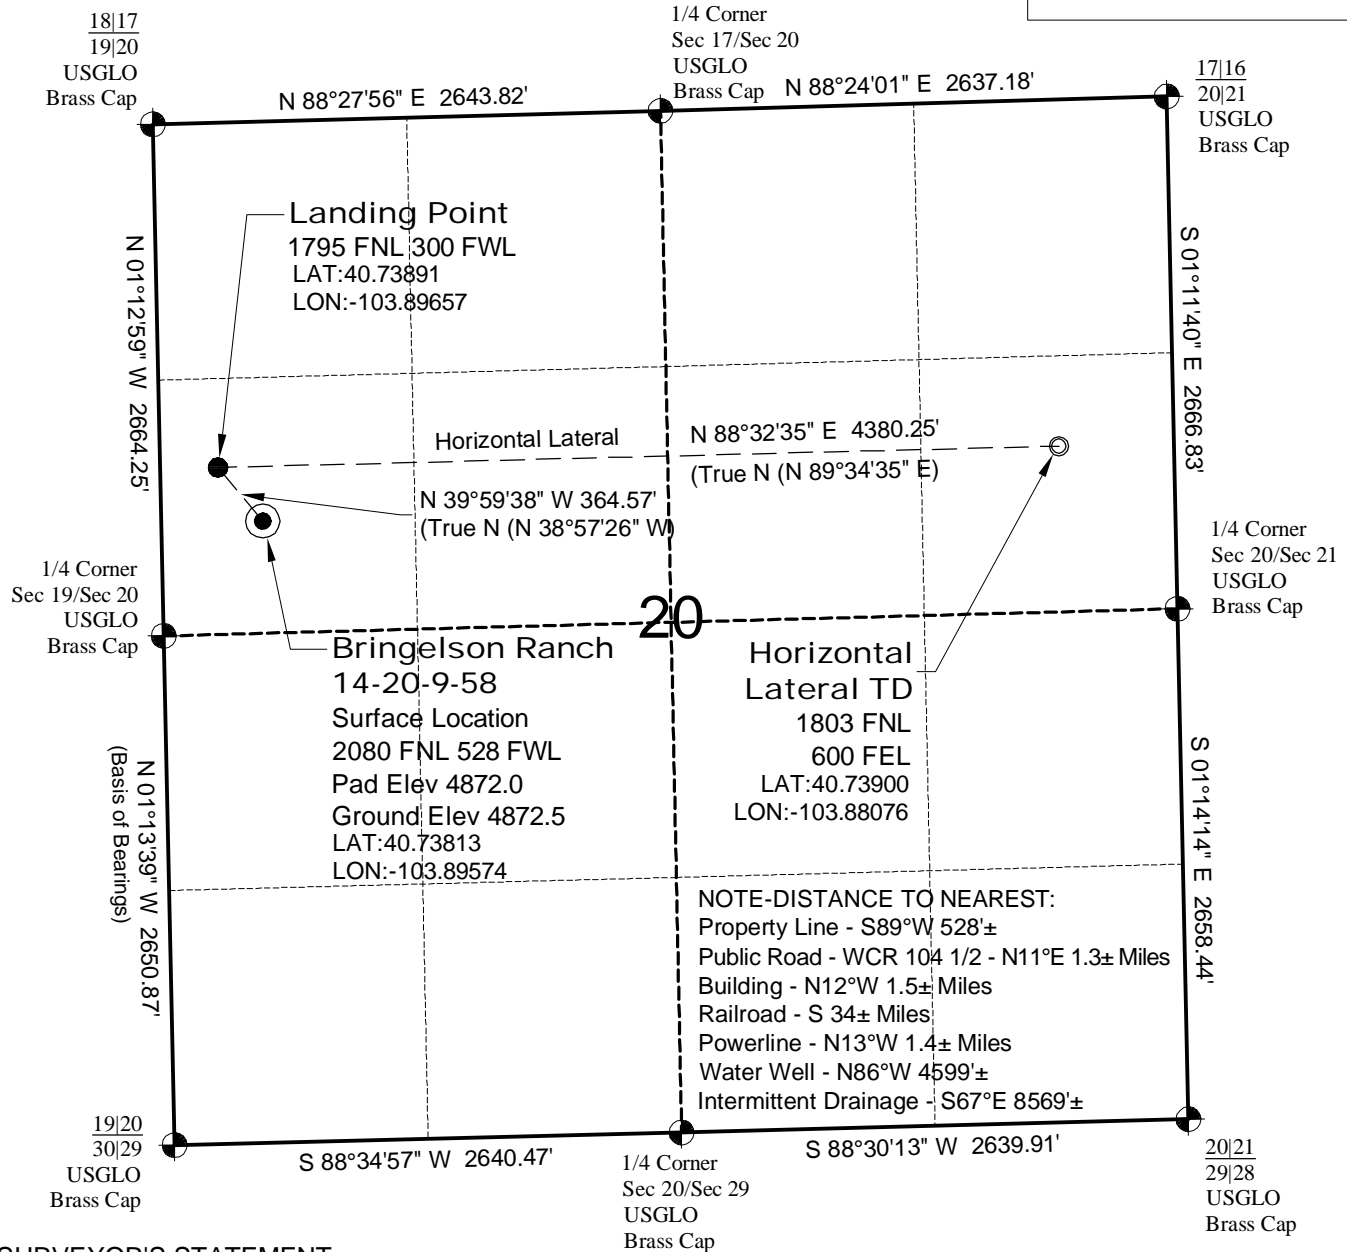 18|17
19|20
USGLO
Brass Cap
1/4 Corner
Sec 17/Sec 20
USGLO
Brass Cap
17|16
20|21
USGLO
Brass Cap
N 88°27'56" E 2643.82'
N 88°24'01" E 2637.18'
Landing Point
1795 FNL 300 FWL
LAT:40.73891
LON:-103.89657
N 01°12'59" W 2664.25'
S 01°11'40" E 2666.83'
Horizontal Lateral
N 88°32'35" E 4380.25'
(True N (N 89°34'35" E)
N 39°59'38" W 364.57'
(True N (N 38°57'26" W)
1/4 Corner
Sec 19/Sec 20
USGLO
Brass Cap
1/4 Corner
Sec 20/Sec 21
USGLO
Brass Cap
20
Bringelson Ranch
14-20-9-58
Surface Location
2080 FNL 528 FWL
Pad Elev 4872.0
Ground Elev 4872.5
LAT:40.73813
LON:-103.89574
Horizontal
Lateral TD
1803 FNL
600 FEL
LAT:40.73900
LON:-103.88076
N 01°13'39" W 2650.87'
(Basis of Bearings)
S 01°14'14" E 2658.44'
NOTE-DISTANCE TO NEAREST:
Property Line - S89°W 528'±
Public Road - WCR 104 1/2 - N11°E 1.3± Miles
Building - N12°W 1.5± Miles
Railroad - S 34± Miles
Powerline - N13°W 1.4± Miles
Water Well - N86°W 4599'±
Intermittent Drainage - S67°E 8569'±
19|20
30|29
USGLO
Brass Cap
S 88°34'57" W 2640.47'
1/4 Corner
Sec 20/Sec 29
USGLO
Brass Cap
S 88°30'13" W 2639.91'
20|21
29|28
USGLO
Brass Cap
SURVEYOR'S STATEMENT